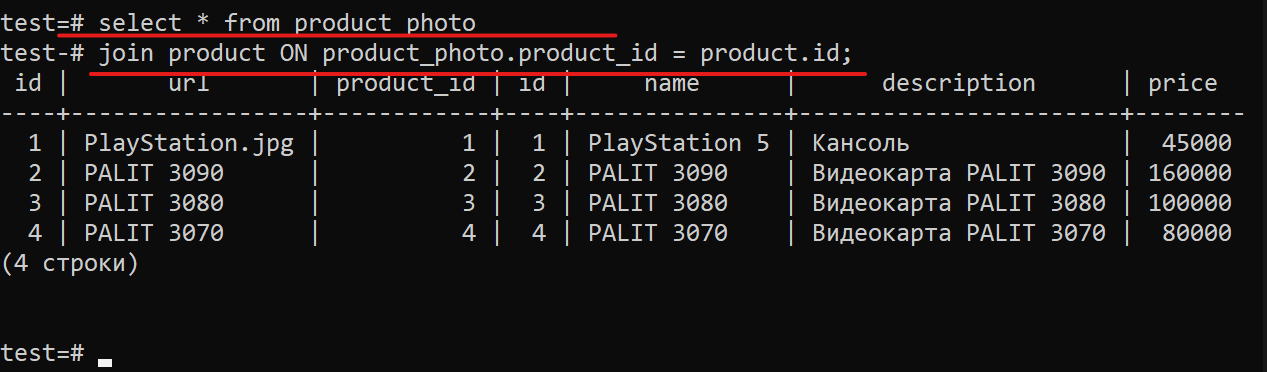 test=# select * from product photo
test-# join product ON product_photo.product_id = product.id;
 id |       url       | product_id | id |     name      |      description      | price
----+-----------------+------------+----+---------------+-----------------------+--------
  1 | PlayStation.jpg |          1 |  1 | PlayStation 5 | Кансоль               |  45000
  2 | PALIT 3090      |          2 |  2 | PALIT 3090    | Видеокарта PALIT 3090 | 160000
  3 | PALIT 3080      |          3 |  3 | PALIT 3080    | Видеокарта PALIT 3080 | 100000
  4 | PALIT 3070      |          4 |  4 | PALIT 3070    | Видеокарта PALIT 3070 |  80000
(4 строки)
test=#